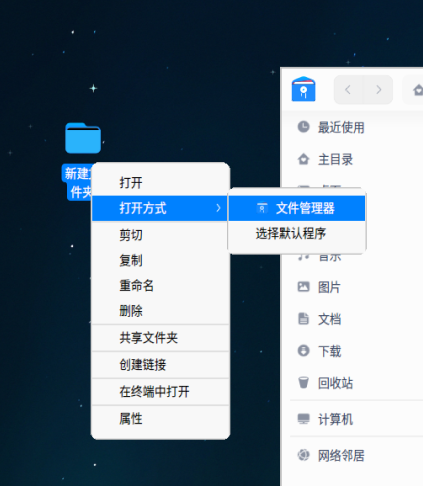 新建文
件夹
打开
打开方式
剪切
复制
重命名
删除
共享文件夹
创建链接
在终端中打开
属性
文件管理器
选择默认程序
最近使用
主目录
音乐
图片
文档
下载
回收站
计算机
网络邻居